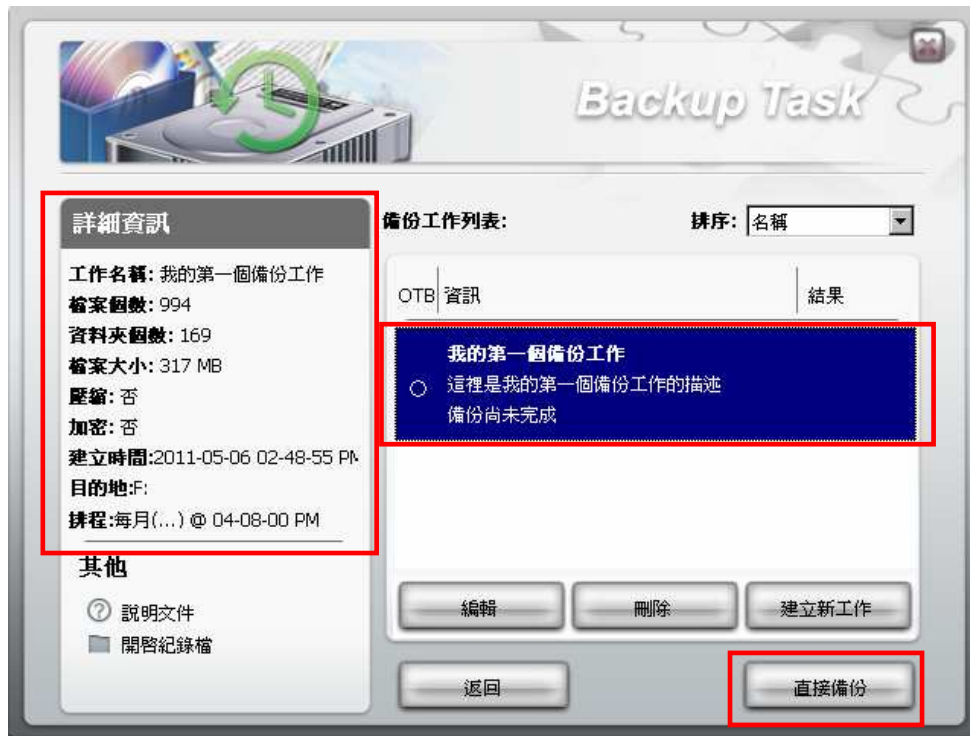 Backup Task
詳細資訊
工作名稱: 我的第一個備份工作
檔案個數: 994
資料夾個數: 169
檔案大小: 317 MB
壓縮: 否
加密: 否
建立時間:2011-05-06 02-48-55 PM
目的地:F:
排程:每月(...) @ 04-08-00 PM
其他
說明文件
開啓紀錄檔
備份工作列表:
排序: 名稱
OTB 資訊 結果
我的第一個備份工作
這裡是我的第一個備份工作的描述
備份尚未完成
編輯 刪除 建立新工作
返回 直接備份